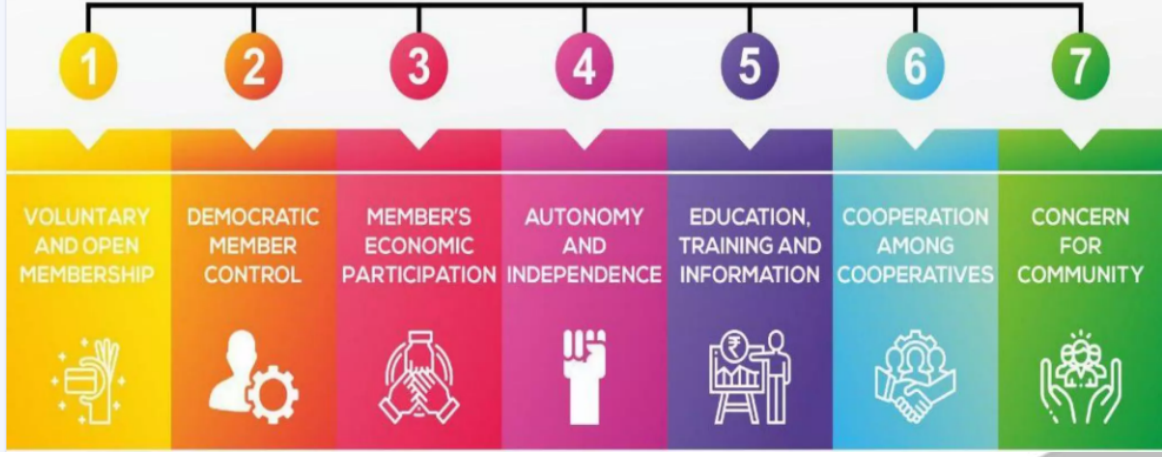 1 2 3 4 5 6 7
VOLUNTARY
AND OPEN
MEMBERSHIP
DEMOCRATIC
MEMBER
CONTROL
MEMBER'S
ECONOMIC
PARTICIPATION
AUTONOMY
AND
INDEPENDENCE
EDUCATION,
TRAINING AND
INFORMATION
COOPERATION
AMONG
COOPERATIVES
CONCERN
FOR
COMMUNITY
₹